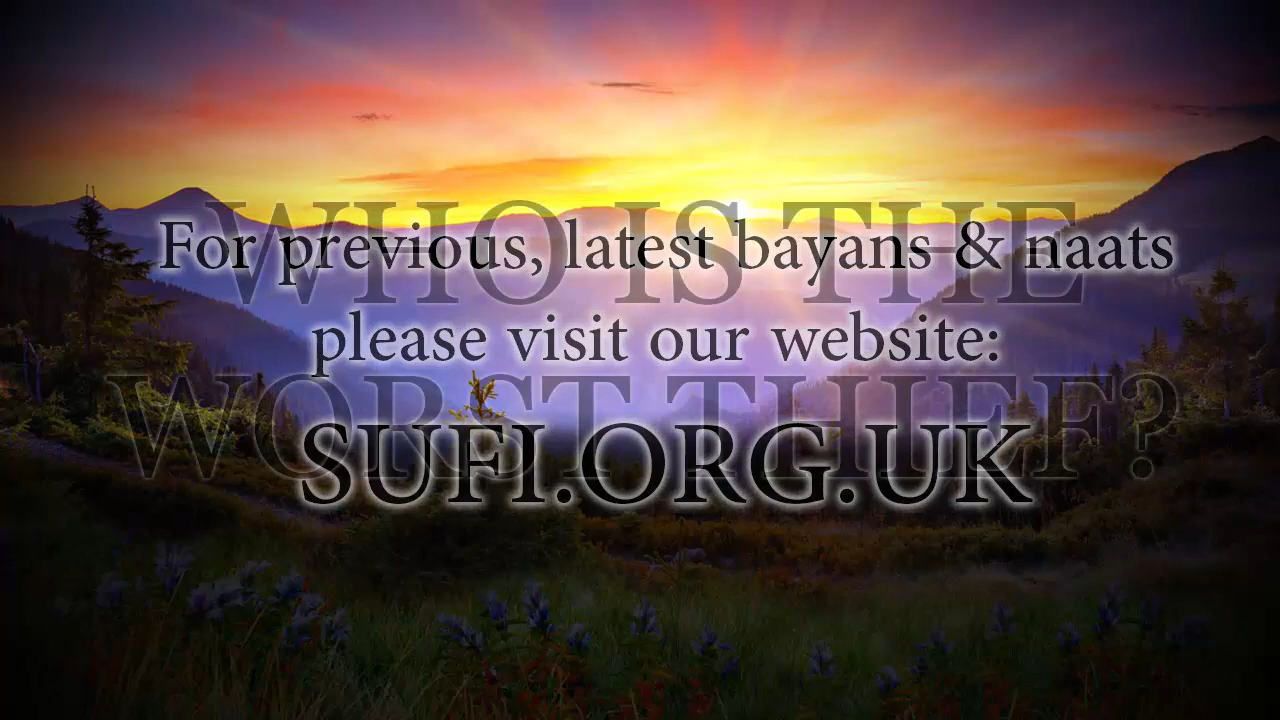 WHO IS THE
WORST THIEF?
For previous, latest bayans & naats
please visit our website:
SUFI.ORG.UK